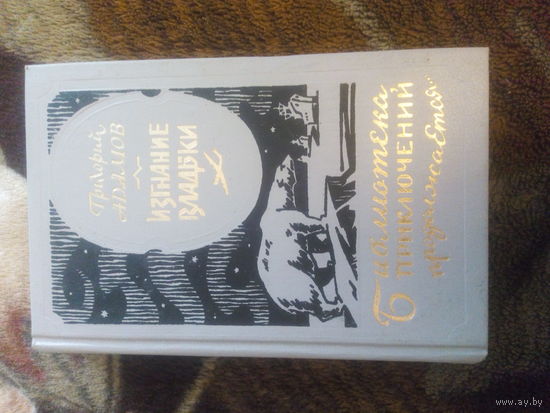 Григорий
АДАМОВ
ИЗГНАНИЕ
ВЛАДЫКИ
Библиотека
ПРИКЛЮЧЕНИЙ
продолжается...
www.ay.by